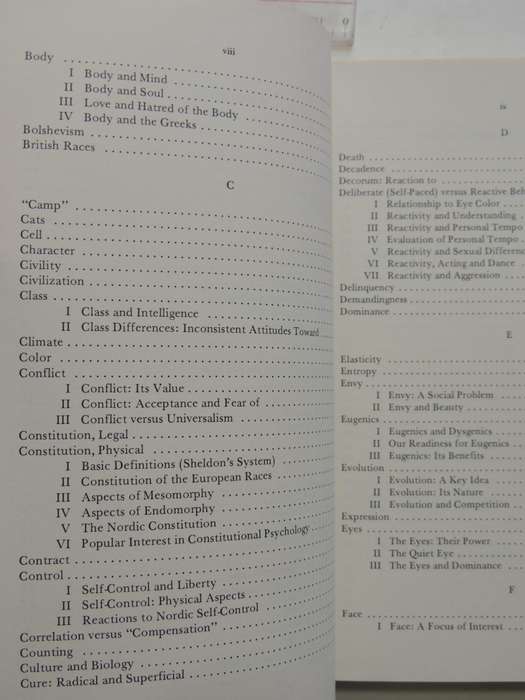 0
viii
Body
I Body and Mind
II Body and Soul
III Love and Hatred of the Body
IV Body and the Greeks
Bolshevism
British Races
C
"Camp"
Cats
Cell
Character
Civility
Civilization
Class
I Class and Intelligence
II Class Differences: Inconsistent Attitudes Toward
Climate
Color
Conflict
I Conflict: Its Value
II Conflict: Acceptance and Fear of
III Conflict versus Universalism
Constitution, Legal
Constitution, Physical
I Basic Definitions (Sheldon's System)
II Constitution of the European Races
III Aspects of Mesomorphy
IV Aspects of Endomorphy
V The Nordic Constitution
VI Popular Interest in Constitutional Psychology
Contract
Control
I Self-Control and Liberty
II Self-Control: Physical Aspects
III Reactions to Nordic Self-Control
Correlation versus "Compensation"
Counting
Culture and Biology
Cure: Radical and Superficial
ix
D
Death
Decadence
Decorum: Reaction to
Deliberate (Self-Paced) versus Reactive Beh
I Relationship to Eye Color
II Reactivity and Understanding
III Reactivity and Personal Tempo
IV Evaluation of Personal Tempo
V Reactivity and Sexual Difference
VI Reactivity, Acting and Dance
VII Reactivity and Aggression
Delinquency
Demandingness
Dominance
E
Elasticity
Entropy
Envy
I Envy: A Social Problem
II Envy and Beauty
Eugenics
I Eugenics and Dysgenics
II Our Readiness for Eugenics
III Eugenics: Its Benefits
Evolution
I Evolution: A Key Idea
II Evolution: Its Nature
III Evolution and Competition
Expression
Eyes
I The Eyes: Their Power
II The Quiet Eye
III The Eyes and Dominance
F
Face
I Face: A Focus of Interest